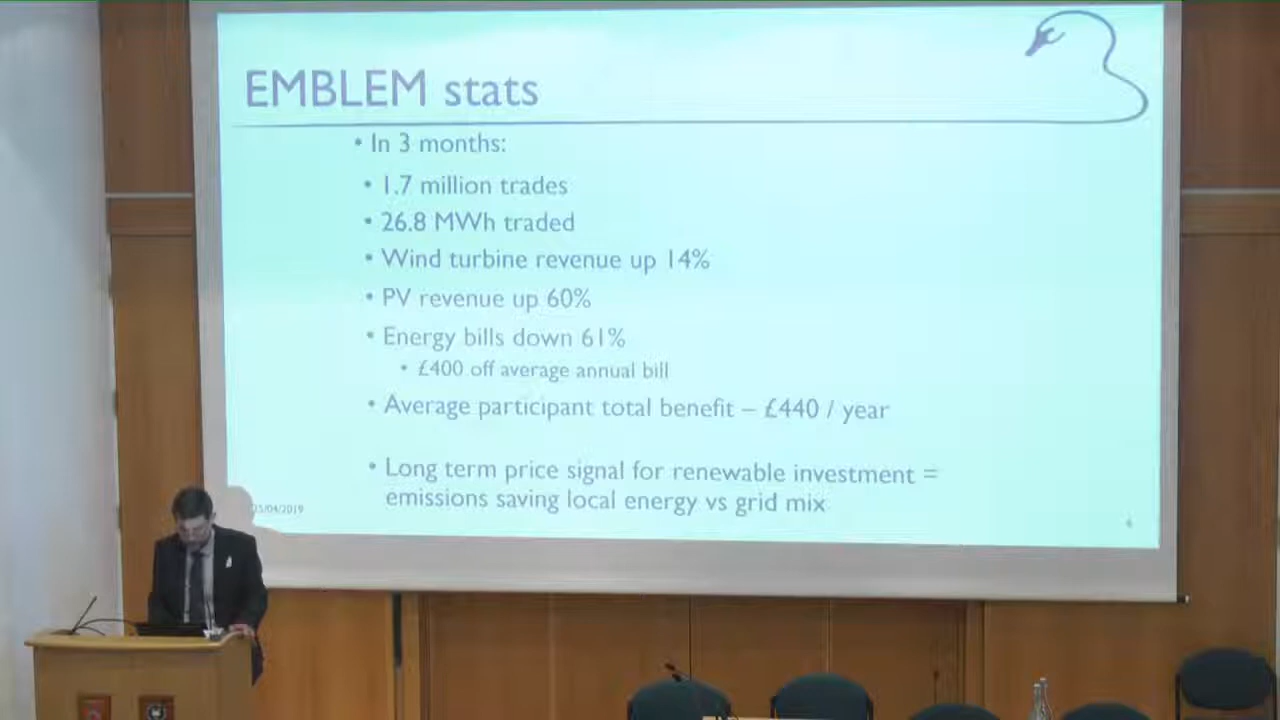 EMBLEM stats
• In 3 months:
• 1.7 million trades
• 26.8 MWh traded
• Wind turbine revenue up 14%
• PV revenue up 60%
• Energy bills down 61%
• £400 off average annual bill
• Average participant total benefit – £440 / year
• Long term price signal for renewable investment =
emissions saving local energy vs grid mix